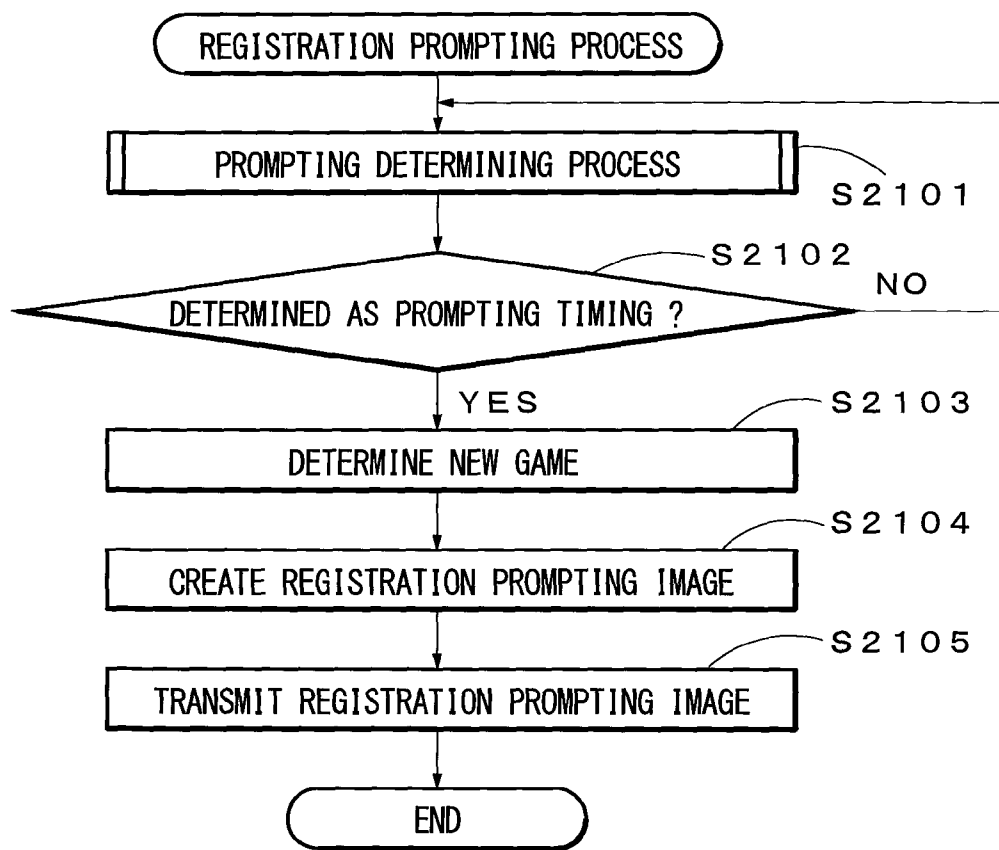 REGISTRATION PROMPTING PROCESS
PROMPTING DETERMINING PROCESS
S2101
S2102
DETERMINED AS PROMPTING TIMING ?
NO
YES
S2103
DETERMINE NEW GAME
S2104
CREATE REGISTRATION PROMPTING IMAGE
S2105
TRANSMIT REGISTRATION PROMPTING IMAGE
END